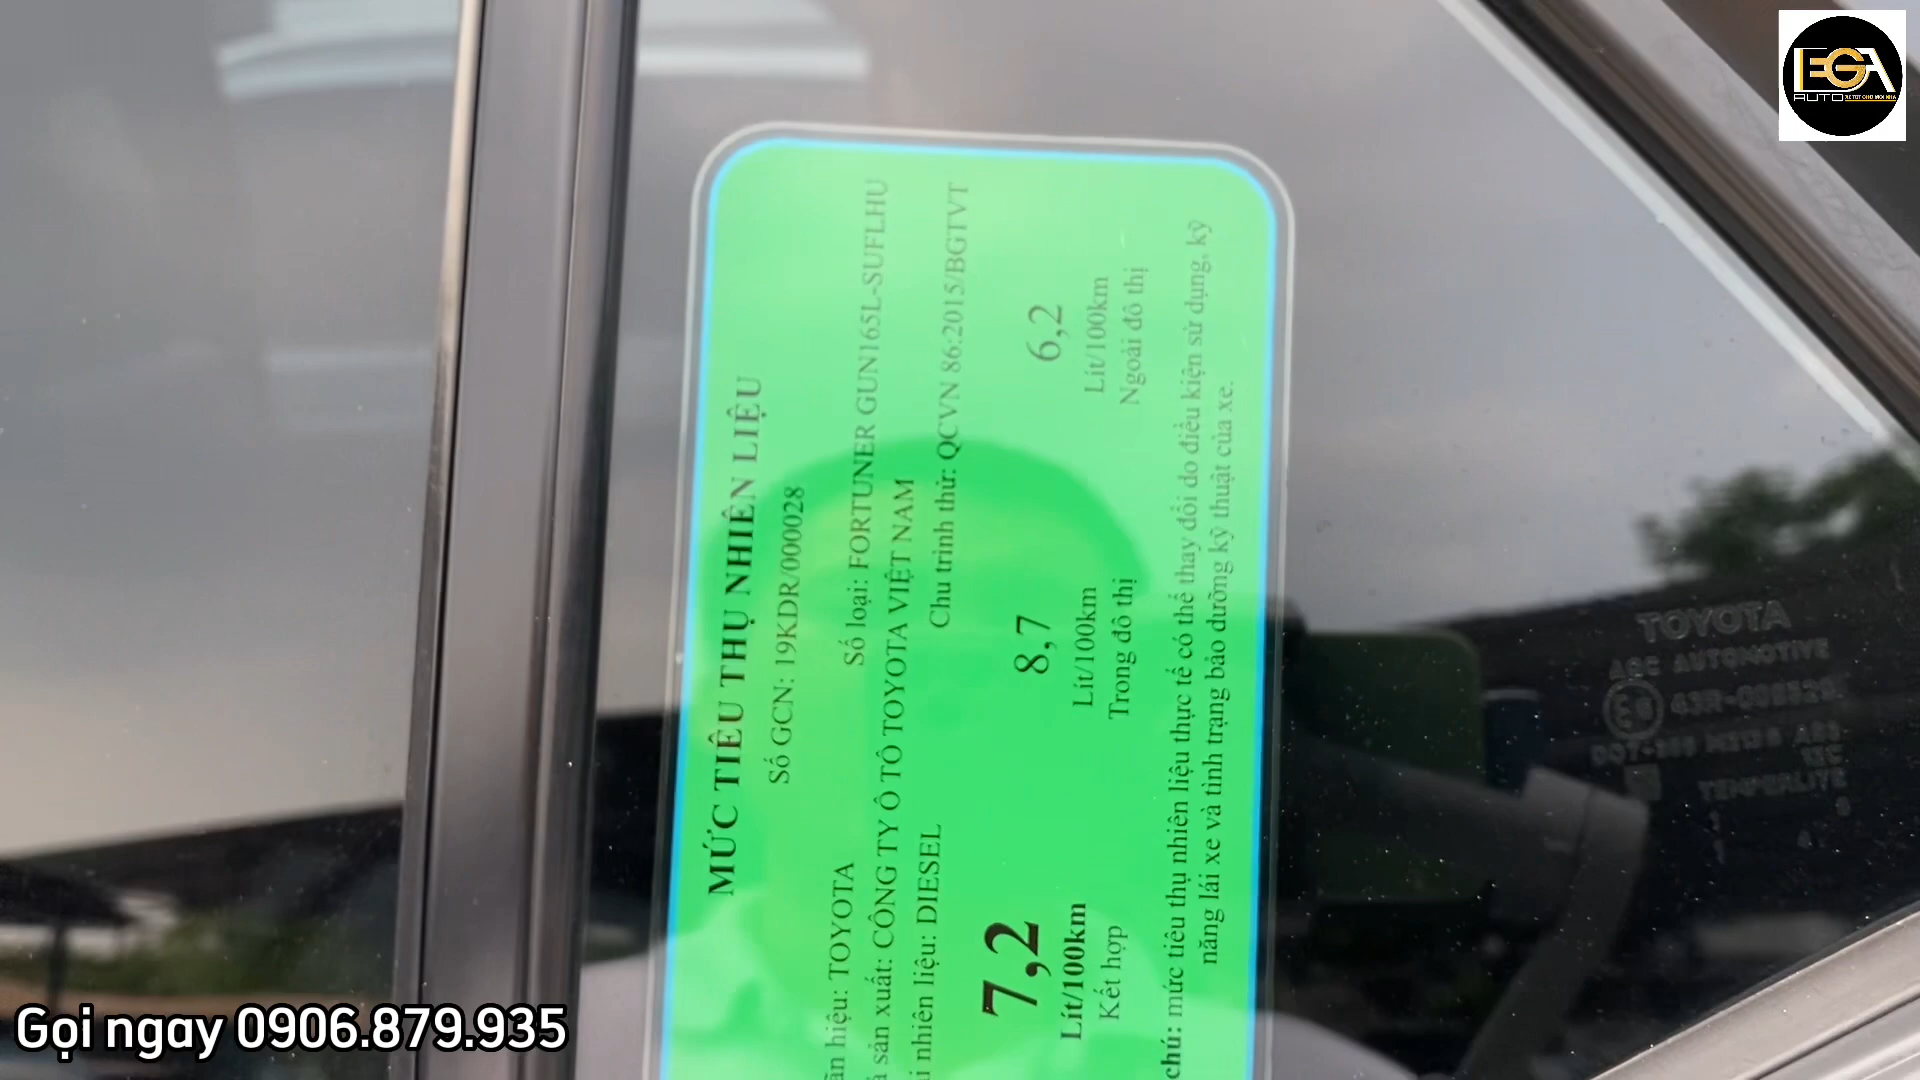 MỨC TIÊU THỤ NHIÊN LIỆU
Số GCN: 19KDR/000028
ãn hiệu: TOYOTA
Số loại: FORTUNER GUN165L-SUFLHU
à sản xuất: CÔNG TY Ô TÔ TOYOTA VIỆT NAM
i nhiên liệu: DIESEL
Chu trình thử: QCVN 86:2015/BGTVT
7,2
8,7
6,2
Lít/100km
Lít/100km
Lít/100km
Kết hợp
Trong đô thị
Ngoài đô thị
chú: mức tiêu thụ nhiên liệu thực tế có thể thay đổi do điều kiện sử dụng, kỹ
năng lái xe và tình trạng bảo dưỡng kỹ thuật của xe.
TOYOTA
AGC AUTOMOTIVE
TEMPERLITE
EGA
AUTO
Gọi ngay 0906.879.935